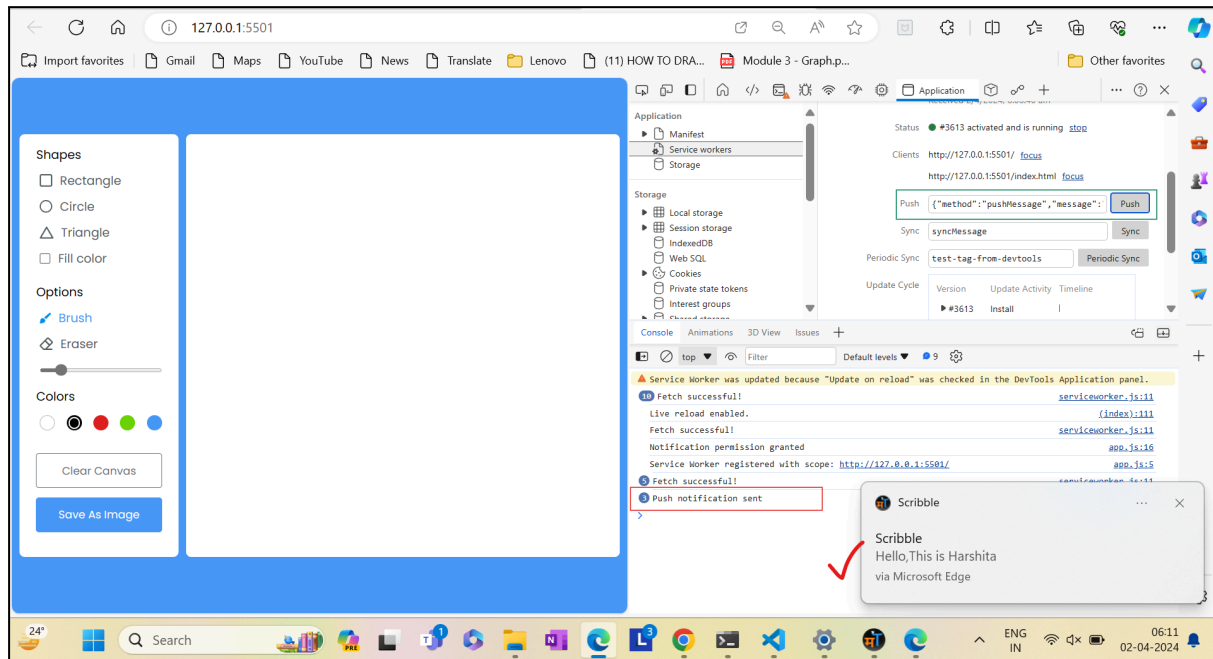 127.0.0.1:5501
Import favorites Gmail Maps YouTube News Translate Lenovo (11) HOW TO DRA... Module 3 - Graph.p... Other favorites
Shapes
Rectangle
Circle
Triangle
Fill color
Options
Brush
Eraser
Colors
Clear Canvas
Save As Image
Application
Application
Manifest
Service workers
Storage
Storage
Local storage
Session storage
IndexedDB
Web SQL
Cookies
Private state tokens
Interest groups
Status #3613 activated and is running stop
Clients http://127.0.0.1:5501/ focus
http://127.0.0.1:5501/index.html focus
Push {"method":"pushMessage","message":" Push
Sync syncMessage Sync
Periodic Sync test-tag-from-devtools Periodic Sync
Update Cycle Version Update Activity Timeline
#3613 Install
Console Animations 3D View Issues
top Filter Default levels 9
Service Worker was updated because "Update on reload" was checked in the DevTools Application panel.
10 Fetch successful! serviceworker.js:11
Live reload enabled. (index):111
Fetch successful! serviceworker.js:11
Notification permission granted app.js:16
Service Worker registered with scope: http://127.0.0.1:5501/ app.js:5
5 Fetch successful! serviceworker.js:11
3 Push notification sent
Scribble
Scribble
Hello,This is Harshita
via Microsoft Edge
24°
Search
PRE
ENG
IN
06:11
02-04-2024